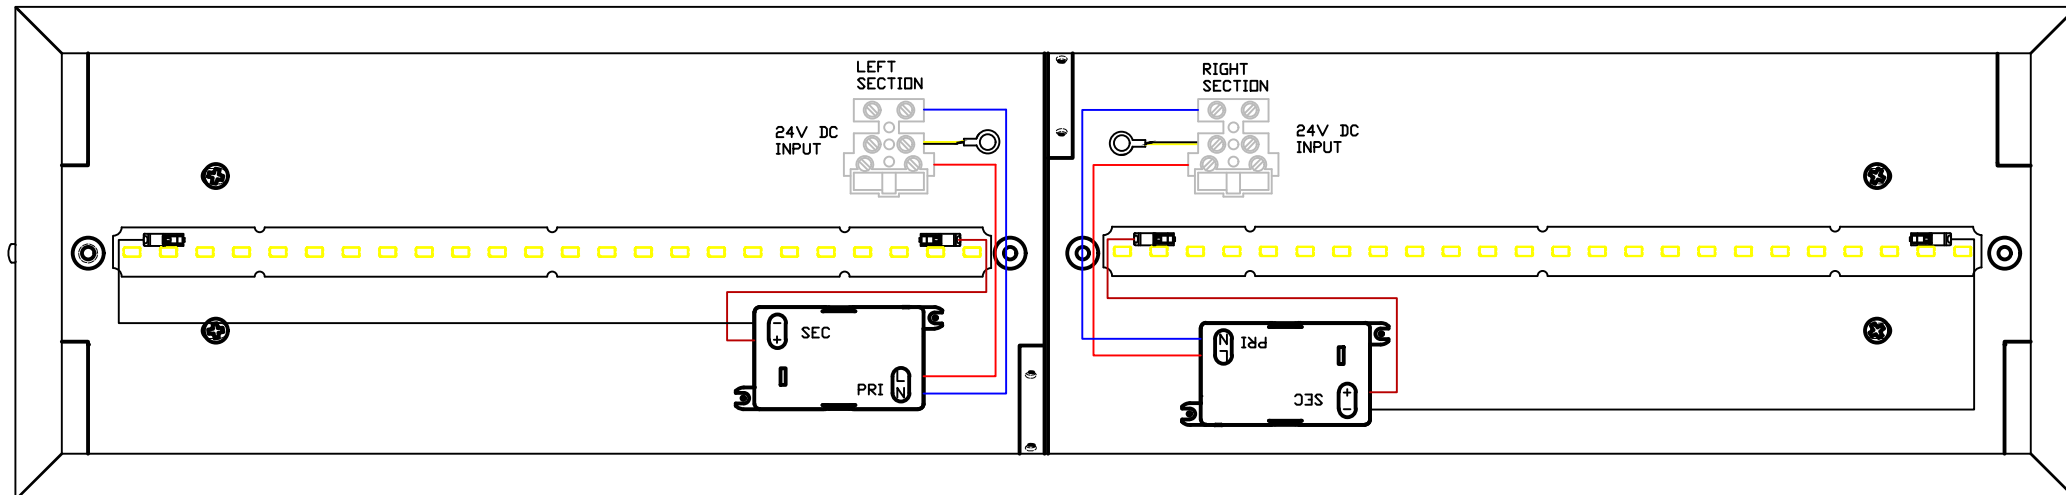 LEFT
SECTION
24V DC
INPUT
RIGHT
SECTION
24V DC
INPUT
-
+
SEC
PRI
L
N
N
L
PRI
SEC
+
-